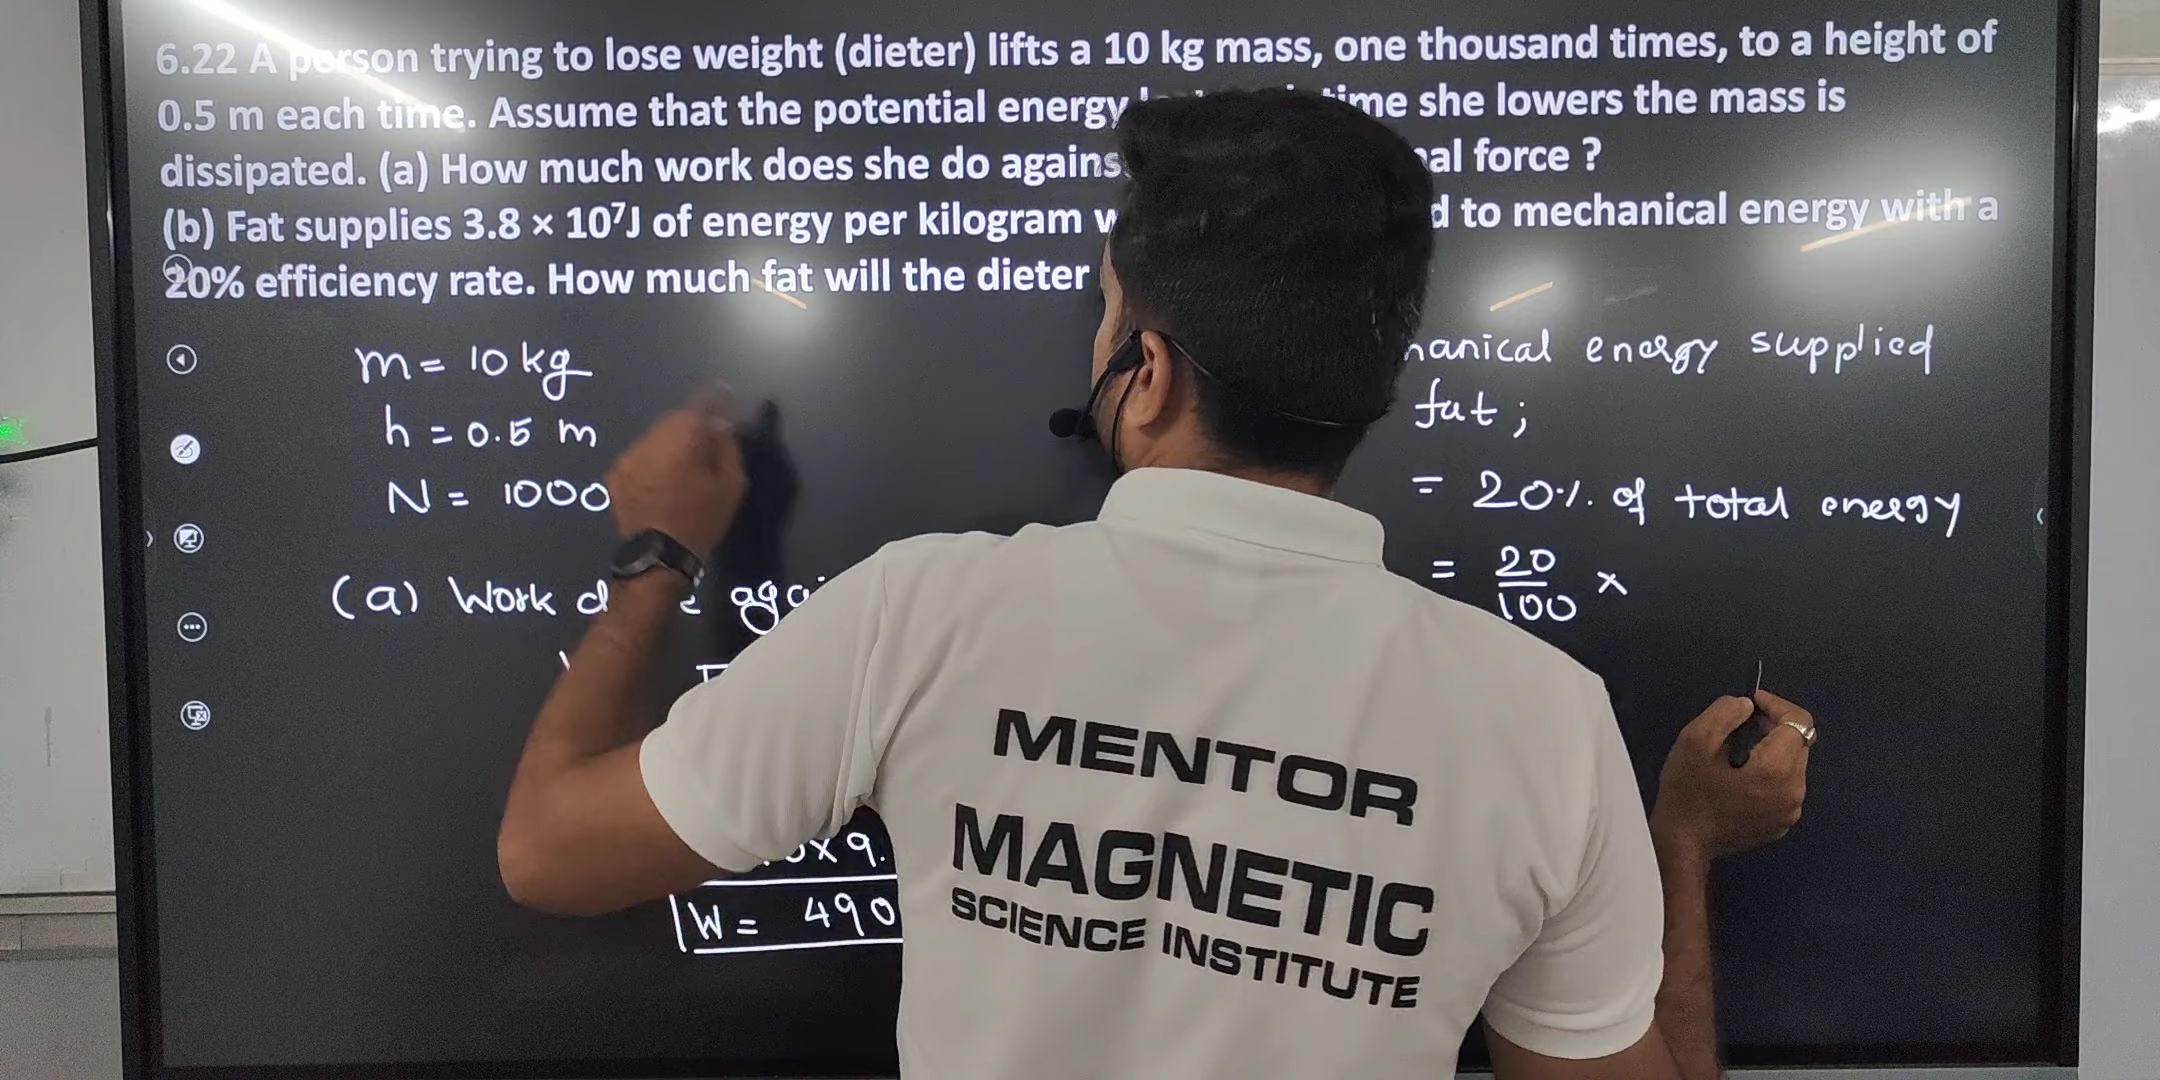 6.22 A person trying to lose weight (dieter) lifts a 10 kg mass, one thousand times, to a height of
0.5 m each time. Assume that the potential energy time she lowers the mass is
dissipated. (a) How much work does she do force ?
(b) Fat supplies 3.8 × 10⁷J of energy per kilogram to mechanical energy with a
20% efficiency rate. How much fat will the dieter
m = 10 kg
h = 0.5 m
N = 1000
(a) Work
W = 490
energy supplied
fat ;
= 20%. of total energy
= 20/100 ×
MENTOR
MAGNETIC
SCIENCE INSTITUTE